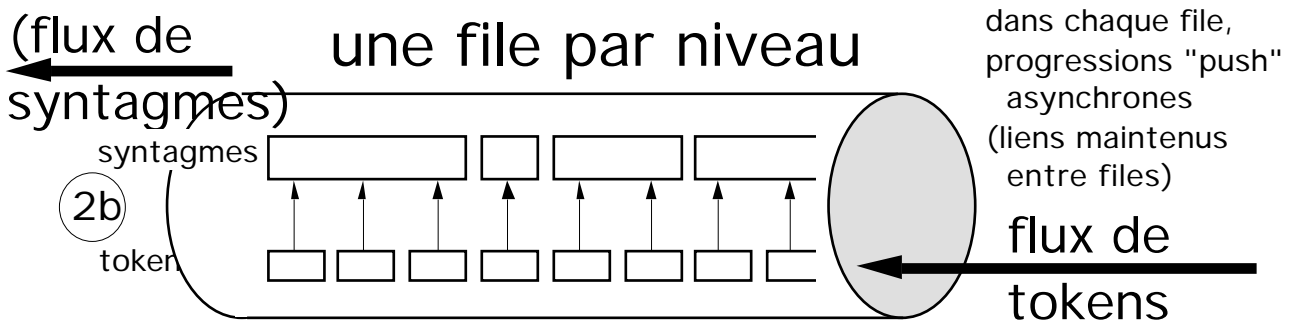 (flux de
syntagmes)
une file par niveau
dans chaque file,
progressions "push"
asynchrones
(liens maintenus
entre files)
syntagmes
2b
token
flux de
tokens